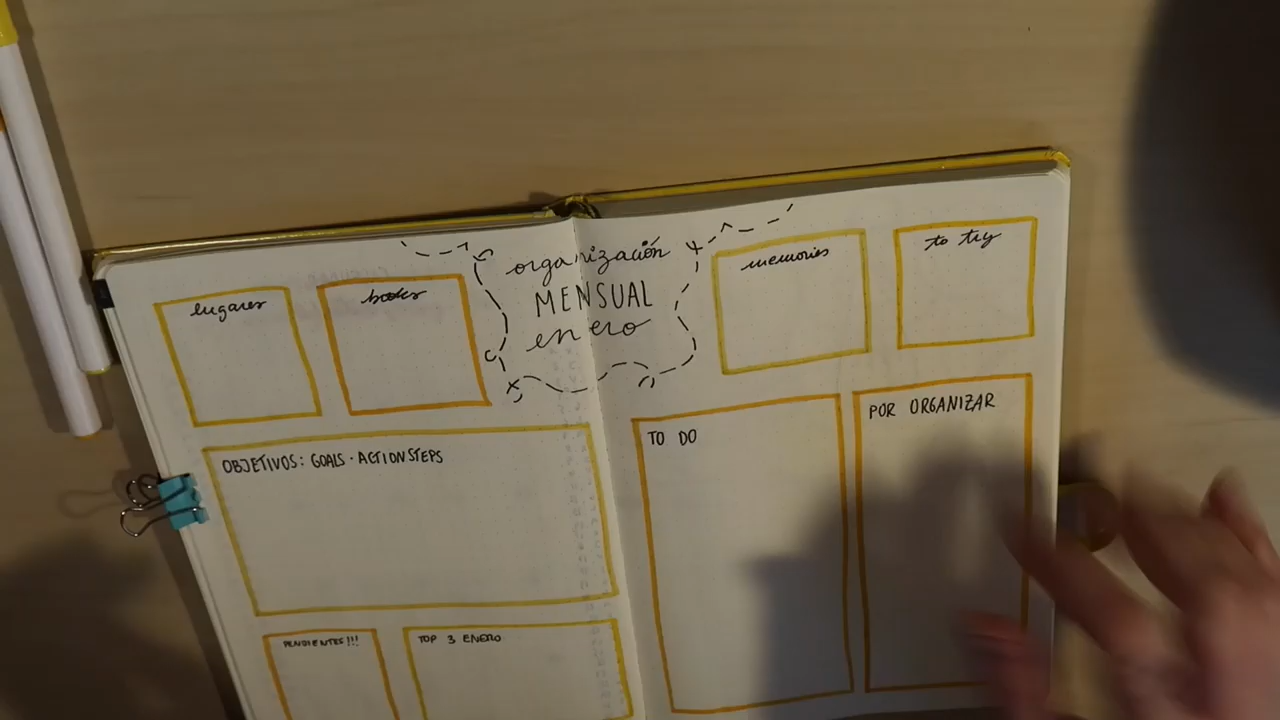 lugares
books
organización
MENSUAL
enero
memories
to try
OBJETIVOS: GOALS · ACTION STEPS
TO DO
POR ORGANIZAR
PENDIENTES!!!
TOP 3 ENERO